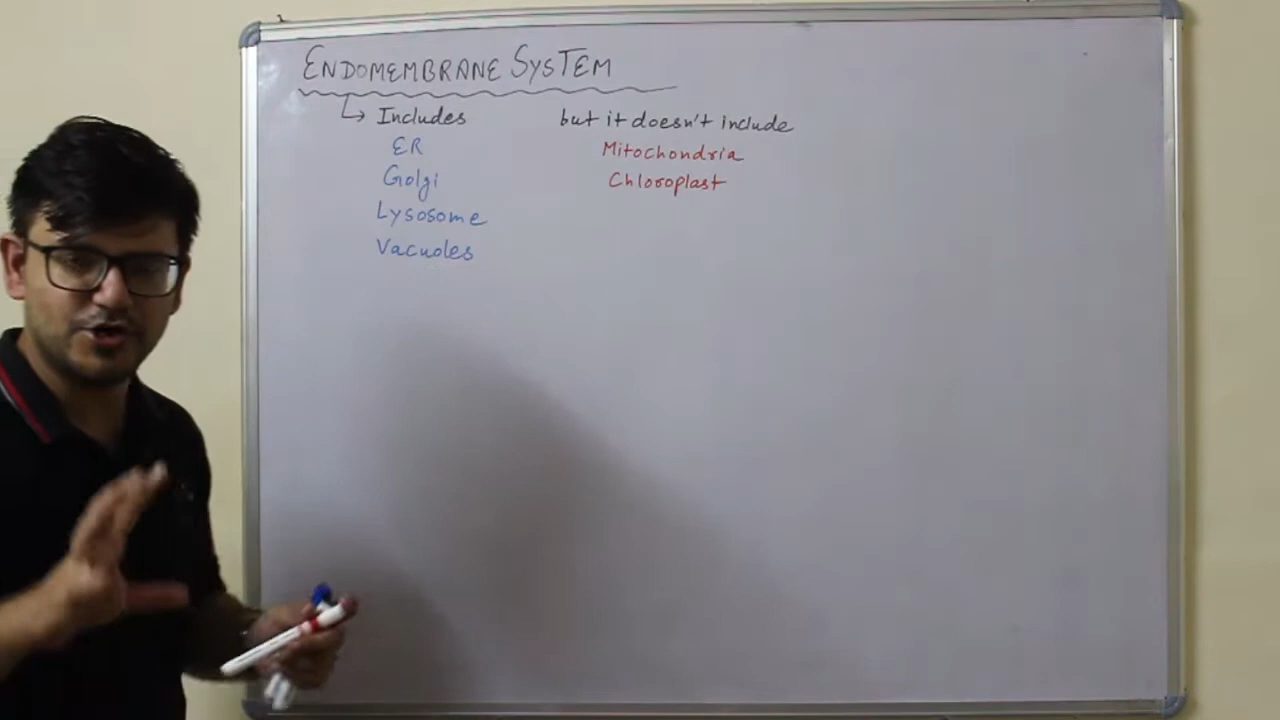 ENDOMEMBRANE SYSTEM
↳ Includes but it doesn't include
ER Mitochondria
Golgi Chloroplast
Lysosome
Vacuoles